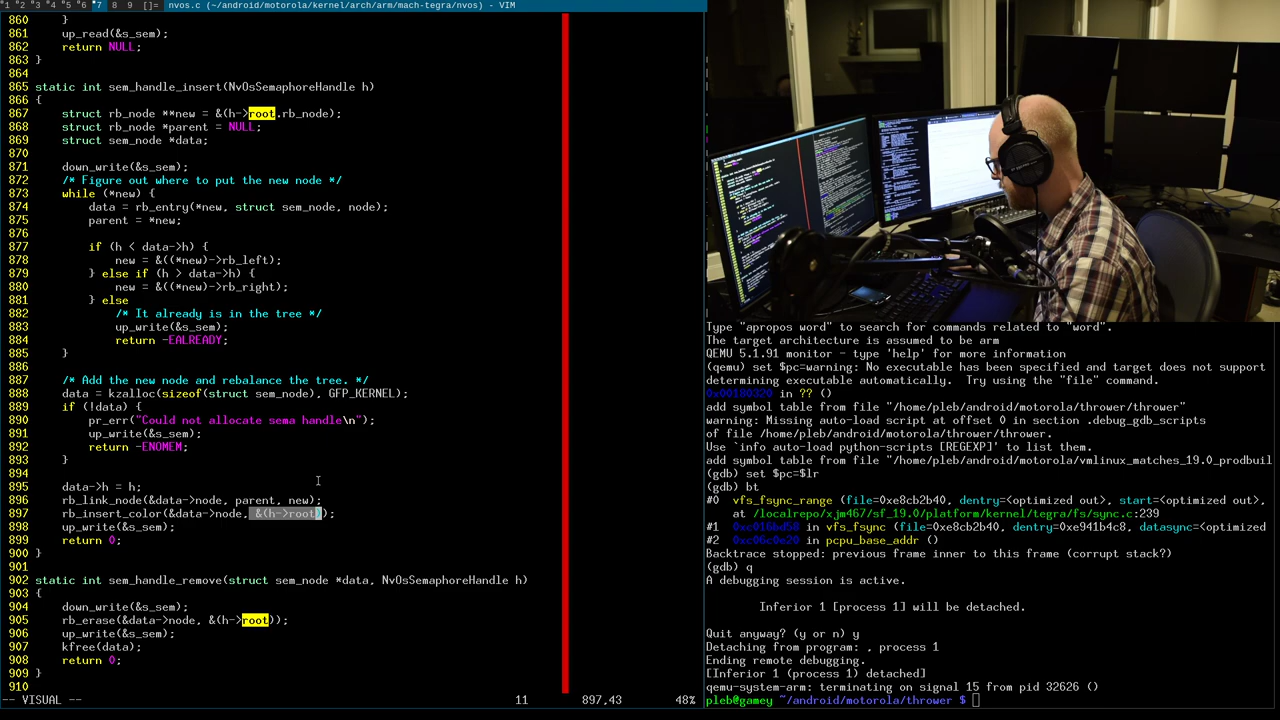 1 2 3 4 5 6 7 8 9 []= nvos.c (~/android/motorola/kernel/arch/arm/mach-tegra/nvos) - VIM
860     }
861     up_read(&s_sem);
862     return NULL;
863 }
864
865 static int sem_handle_insert(NvOsSemaphoreHandle h)
866 {
867     struct rb_node **new = &(h->root.rb_node);
868     struct rb_node *parent = NULL;
869     struct sem_node *data;
870
871     down_write(&s_sem);
872     /* Figure out where to put the new node */
873     while (*new) {
874         data = rb_entry(*new, struct sem_node, node);
875         parent = *new;
876
877         if (h < data->h) {
878             new = &((*new)->rb_left);
879         } else if (h > data->h) {
880             new = &((*new)->rb_right);
881         } else
882             /* It already is in the tree */
883             up_write(&s_sem);
884             return -EALREADY;
885     }
886
887     /* Add the new node and rebalance the tree. */
888     data = kzalloc(sizeof(struct sem_node), GFP_KERNEL);
889     if (!data) {
890         pr_err("Could not allocate sema handle\n");
891         up_write(&s_sem);
892         return -ENOMEM;
893     }
894
895     data->h = h;
896     rb_link_node(&data->node, parent, new);
897     rb_insert_color(&data->node, &(h->root));
898     up_write(&s_sem);
899     return 0;
900 }
901
902 static int sem_handle_remove(struct sem_node *data, NvOsSemaphoreHandle h)
903 {
904     down_write(&s_sem);
905     rb_erase(&data->node, &(h->root));
906     up_write(&s_sem);
907     kfree(data);
908     return 0;
909 }
910
-- VISUAL -- 11 897,43 48%
Type "apropos word" to search for commands related to "word".
The target architecture is assumed to be arm
QEMU 5.1.91 monitor - type 'help' for more information
(qemu) set $pc=warning: No executable has been specified and target does not support
determining executable automatically.  Try using the "file" command.
0x00180320 in ?? ()
add symbol table from file "/home/pleb/android/motorola/thrower/thrower"
warning: Missing auto-load script at offset 0 in section .debug_gdb_scripts
of file /home/pleb/android/motorola/thrower/thrower.
Use `info auto-load python-scripts [REGEXP]' to list them.
add symbol table from file "/home/pleb/android/motorola/vmlinux_matches_19.0_prodbuil
(gdb) set $pc=$lr
(gdb) bt
#0  vfs_fsync_range (file=0xe8cb2b40, dentry=<optimized out>, start=<optimized out>,
    at /localrepo/xjm467/sf_19.0/platform/kernel/tegra/fs/sync.c:239
#1  0xc016bd58 in vfs_fsync (file=0xe8cb2b40, dentry=0xe941b4c8, datasync=<optimized
#2  0xc06c0e20 in pcpu_base_addr ()
Backtrace stopped: previous frame inner to this frame (corrupt stack?)
(gdb) q
A debugging session is active.

        Inferior 1 [process 1] will be detached.

Quit anyway? (y or n) y
Detaching from program: , process 1
Ending remote debugging.
[Inferior 1 (process 1) detached]
qemu-system-arm: terminating on signal 15 from pid 32626 ()
pleb@gamey ~/android/motorola/thrower $